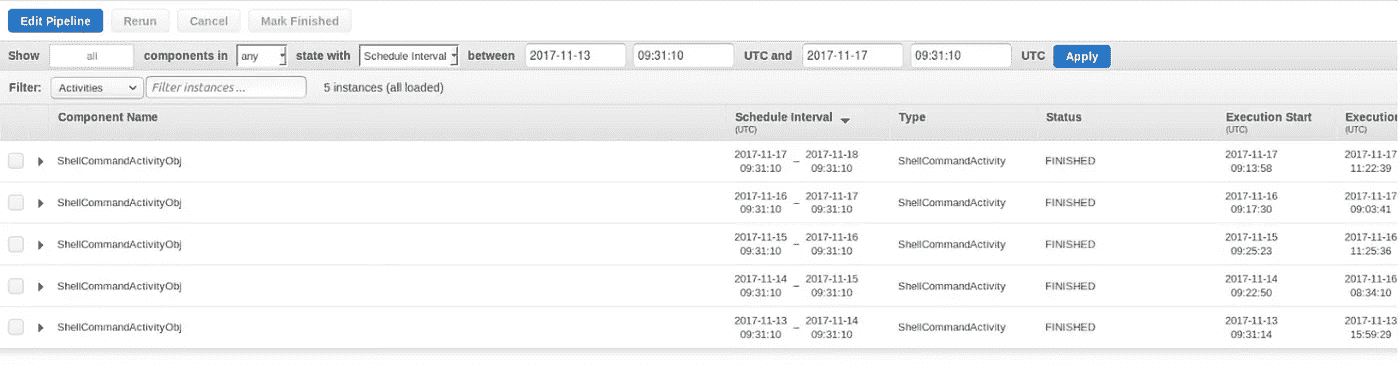 Edit Pipeline Rerun Cancel Mark Finished
Show all components in any state with Schedule Interval between 2017-11-13 09:31:10 UTC and 2017-11-17 09:31:10 UTC Apply
Filter: Activities Filter instances ... 5 instances (all loaded)
Component Name Schedule Interval Type Status Execution Start Execution
(UTC) (UTC) (UTC)
ShellCommandActivityObj 2017-11-17 – 2017-11-18 ShellCommandActivity FINISHED 2017-11-17 2017-11-17
09:31:10 09:31:10 09:13:58 11:22:39
ShellCommandActivityObj 2017-11-16 – 2017-11-17 ShellCommandActivity FINISHED 2017-11-16 2017-11-17
09:31:10 09:31:10 09:17:30 09:03:41
ShellCommandActivityObj 2017-11-15 – 2017-11-16 ShellCommandActivity FINISHED 2017-11-15 2017-11-16
09:31:10 09:31:10 09:25:23 11:25:36
ShellCommandActivityObj 2017-11-14 – 2017-11-15 ShellCommandActivity FINISHED 2017-11-14 2017-11-16
09:31:10 09:31:10 09:22:50 08:34:10
ShellCommandActivityObj 2017-11-13 – 2017-11-14 ShellCommandActivity FINISHED 2017-11-13 2017-11-13
09:31:10 09:31:10 09:31:14 15:59:29